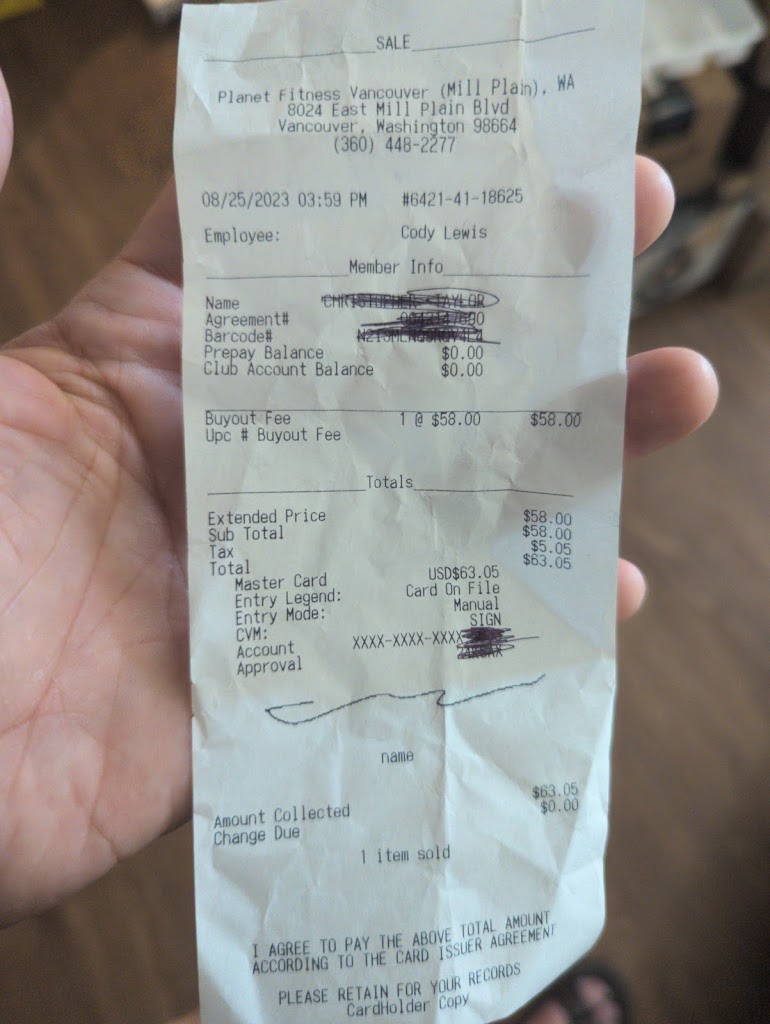 SALE
Planet Fitness Vancouver (Mill Plain), WA
8024 East Mill Plain Blvd
Vancouver, Washington 98664
(360) 448-2277
08/25/2023 03:59 PM #6421-41-18625
Employee: Cody Lewis
Member Info
Name
Agreement#
Barcode#
Prepay Balance $0.00
Club Account Balance $0.00
Buyout Fee 1 @ $58.00 $58.00
Upc # Buyout Fee
Totals
Extended Price $58.00
Sub Total $58.00
Tax $5.05
Total $63.05
Master Card USD$63.05
Entry Legend: Card On File
Entry Mode: Manual
CVM: SIGN
Account XXXX-XXXX-XXXX
Approval
name
Amount Collected $63.05
Change Due $0.00
1 item sold
I AGREE TO PAY THE ABOVE TOTAL AMOUNT
ACCORDING TO THE CARD ISSUER AGREEMENT
PLEASE RETAIN FOR YOUR RECORDS
CardHolder Copy